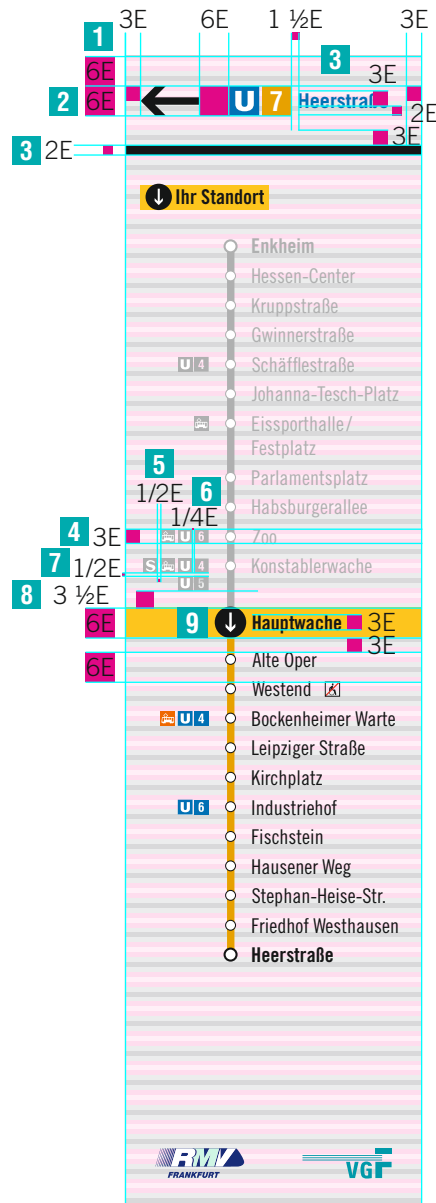 3E 6E 1 ½E 3E
1
3
6E
3E
2 6E U 7 Heerstraße
2E
3E
3 2E
Ihr Standort
Enkheim
Hessen-Center
Kruppstraße
Gwinnerstraße
U 4 Schäfflestraße
Johanna-Tesch-Platz
Eissporthalle/
Festplatz
5
1/2E
6
1/4E
Parlamentsplatz
Habsburgerallee
4 3E U 6 Zoo
7 1/2E S U 4 Konstablerwache
U 5
8 3 ½E
6E 9 Hauptwache 3E
3E
6E Alte Oper
Westend
U 4 Bockenheimer Warte
Leipziger Straße
Kirchplatz
U 6 Industriehof
Fischstein
Hausener Weg
Stephan-Heise-Str.
Friedhof Westhausen
Heerstraße
RMV
FRANKFURT
VGF